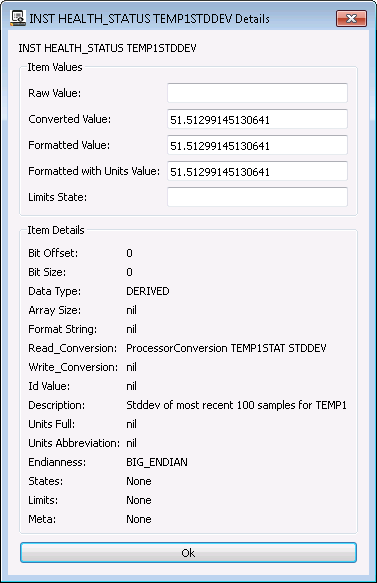 INST HEALTH_STATUS TEMP1STDDEV Details
INST HEALTH_STATUS TEMP1STDDEV
Item Values
Raw Value:
Converted Value: 51.51299145130641
Formatted Value: 51.51299145130641
Formatted with Units Value: 51.51299145130641
Limits State:
Item Details
Bit Offset: 0
Bit Size: 0
Data Type: DERIVED
Array Size: nil
Format String: nil
Read_Conversion: ProcessorConversion TEMP1STAT STDDEV
Write_Conversion: nil
Id Value: nil
Description: Stddev of most recent 100 samples for TEMP1
Units Full: nil
Units Abbreviation: nil
Endianness: BIG_ENDIAN
States: None
Limits: None
Meta: None
Ok